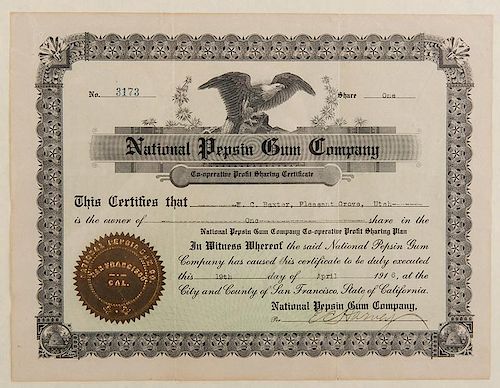 No. 3173 Share One
National Pepsin Gum Company
Co-operative Profit Sharing Certificate
This Certifies that F. C. Baxter, Pleasant Grove, Utah
is the owner of One share in the
National Pepsin Gum Company Co-operative Profit Sharing Plan
In Witness Whereof the said National Pepsin Gum
Company has caused this certificate to be duly executed
this 19th day of April 191 , at the
City and County of San Francisco, State of California.
National Pepsin Gum Company,
Per
SAN FRANCISCO
CAL.